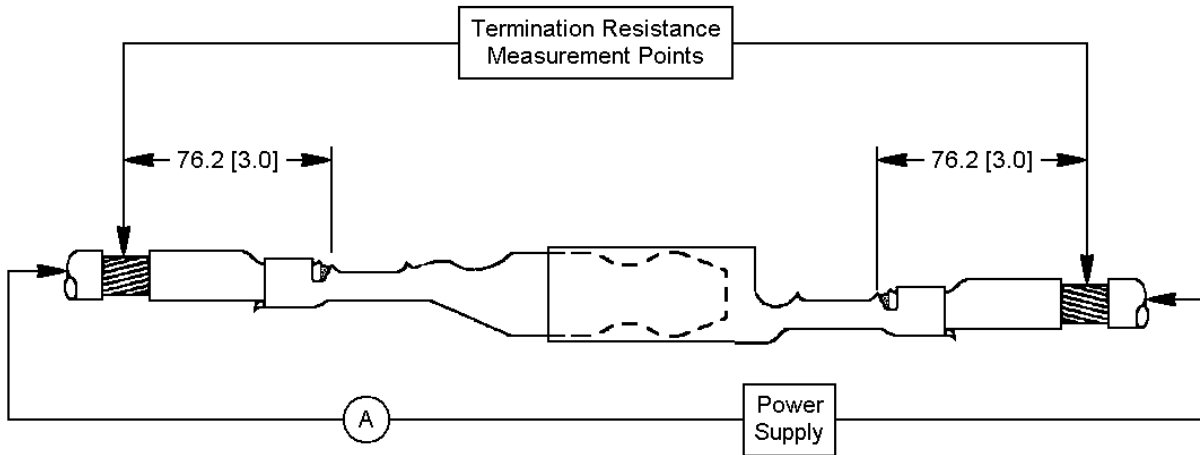 Termination Resistance
Measurement Points
76.2 [3.0]
76.2 [3.0]
A
Power
Supply